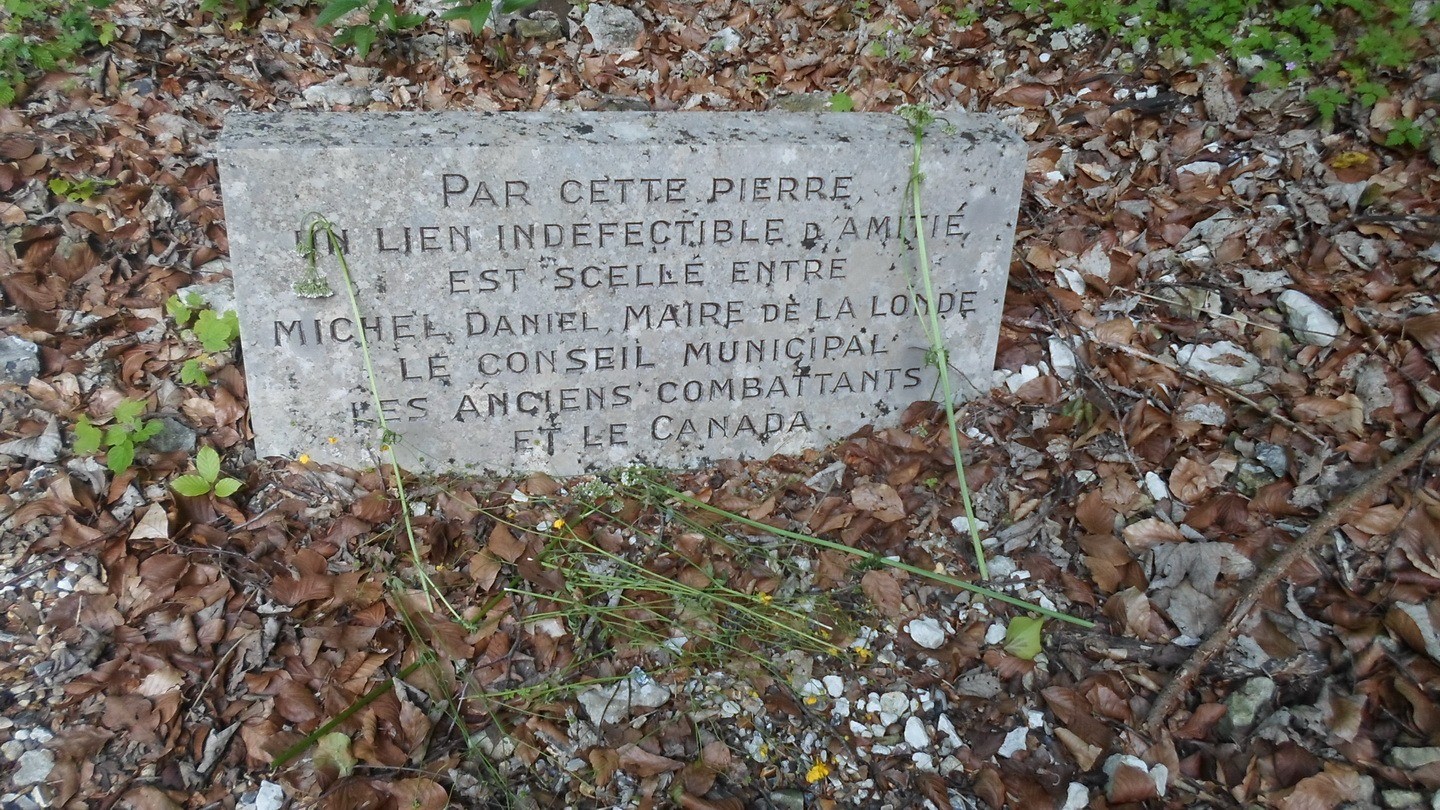 PAR CETTE PIERRE,
UN LIEN INDEFECTIBLE D'AMITIÉ
EST SCELLÉ ENTRE
MICHEL DANIEL, MAIRE DE LA LONDE
LE CONSEIL MUNICIPAL
LES ANCIENS COMBATTANTS
ET LE CANADA